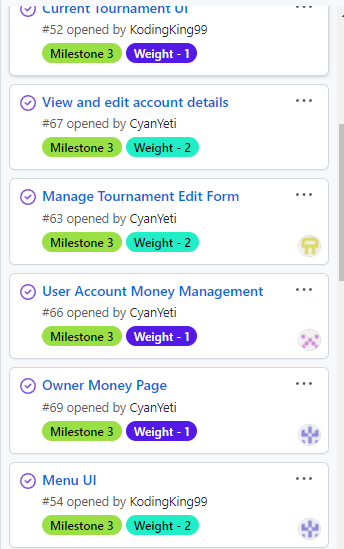 Current Tournament UI
#52 opened by KodingKing99
Milestone 3 Weight - 1
View and edit account details
#67 opened by CyanYeti
Milestone 3 Weight - 2
Manage Tournament Edit Form
#63 opened by CyanYeti
Milestone 3 Weight - 2
User Account Money Management
#66 opened by CyanYeti
Milestone 3 Weight - 1
Owner Money Page
#69 opened by CyanYeti
Milestone 3 Weight - 1
Menu UI
#54 opened by KodingKing99
Milestone 3 Weight - 2